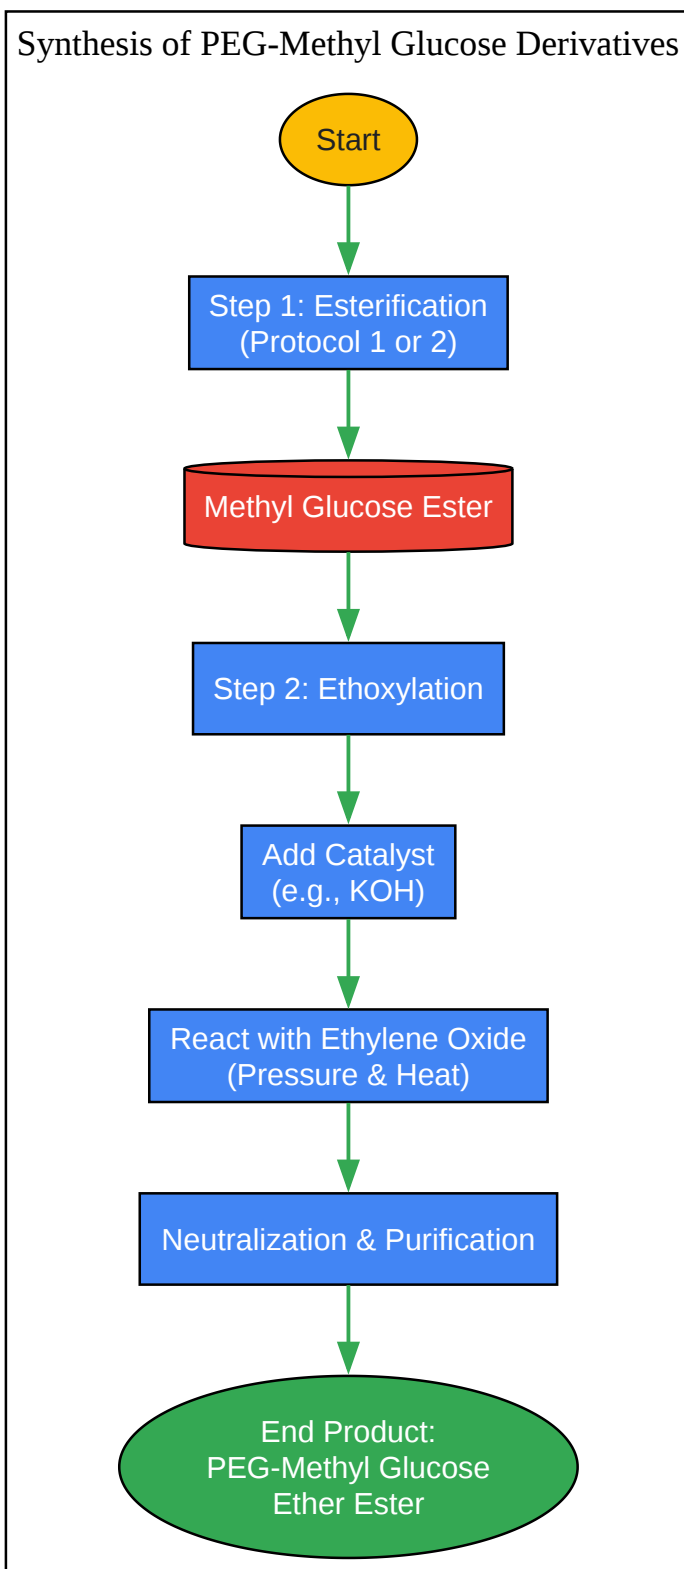 Synthesis of PEG-Methyl Glucose Derivatives
Start
Step 1: Esterification
(Protocol 1 or 2)
Methyl Glucose Ester
Step 2: Ethoxylation
Add Catalyst
(e.g., KOH)
React with Ethylene Oxide
(Pressure & Heat)
Neutralization & Purification
End Product:
PEG-Methyl Glucose
Ether Ester